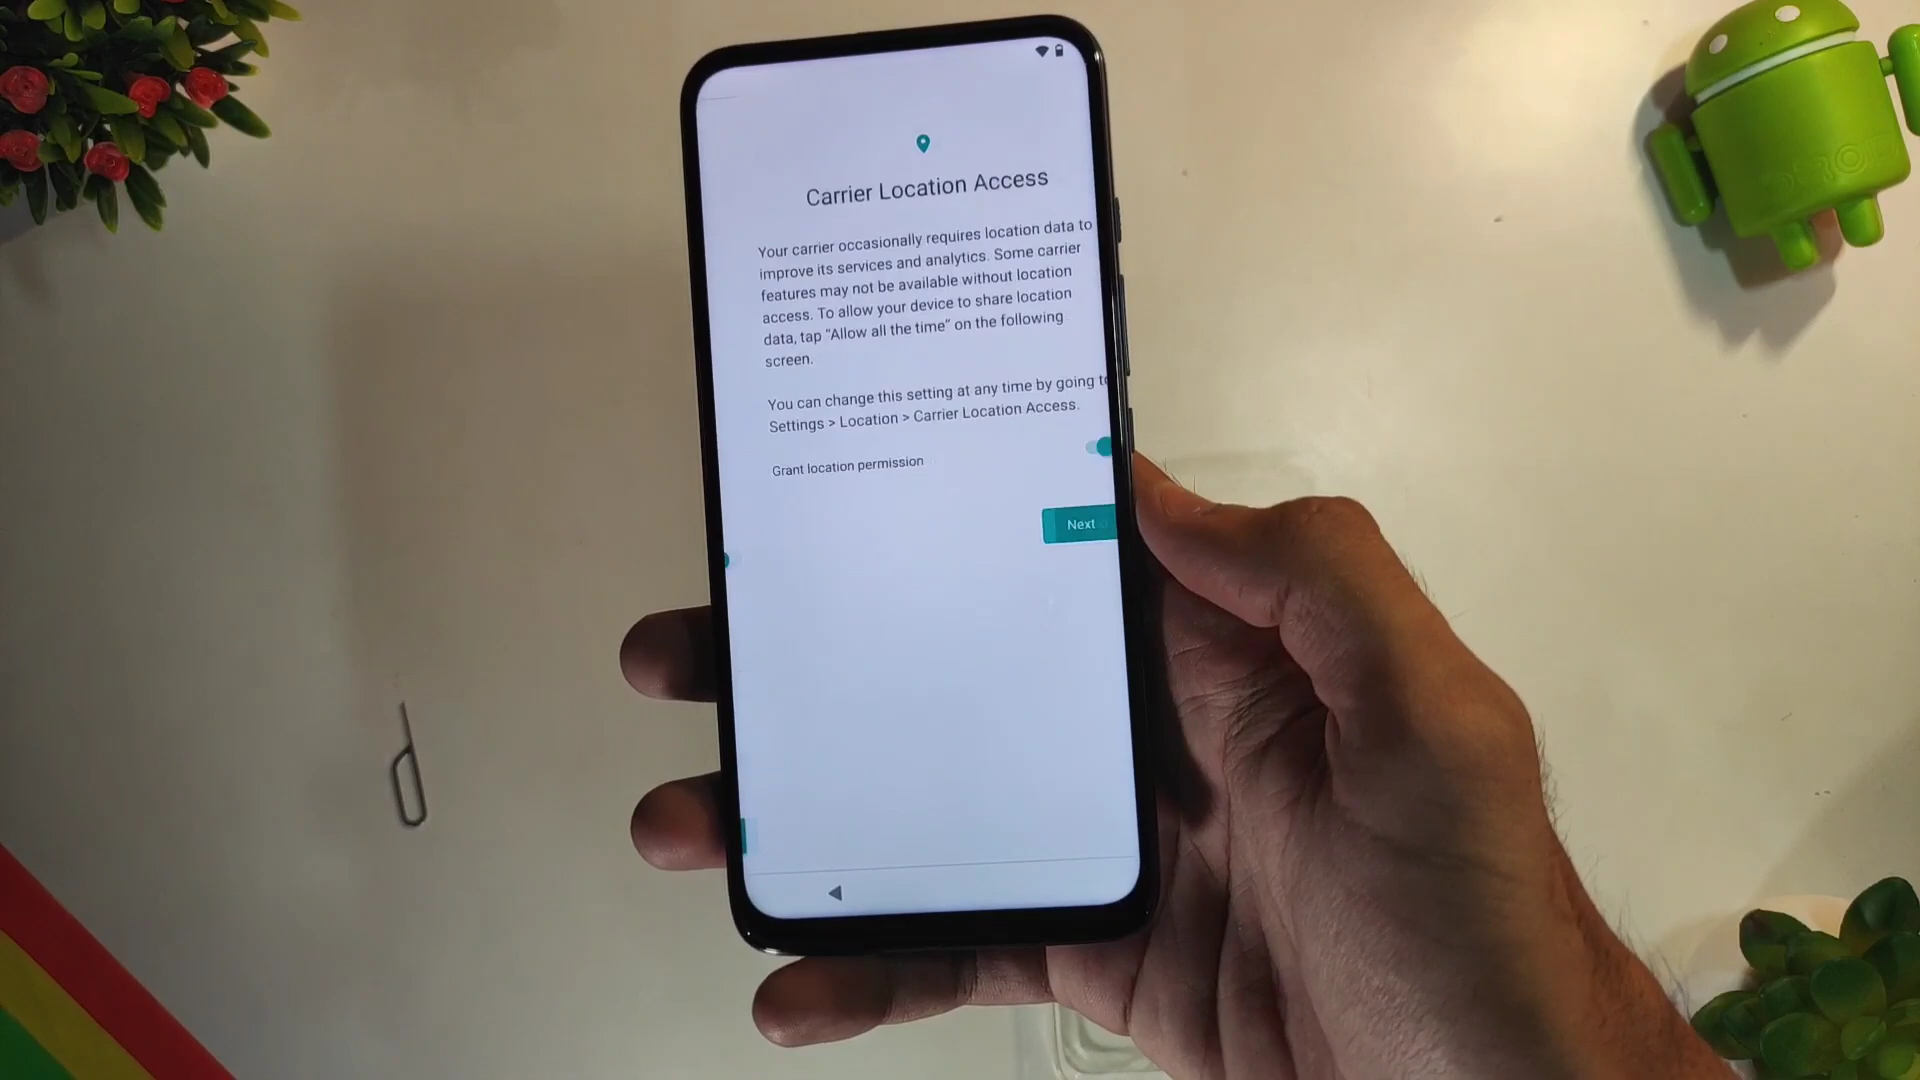 Carrier Location Access
Your carrier occasionally requires location data to
improve its services and analytics. Some carrier
features may not be available without location
access. To allow your device to share location
data, tap "Allow all the time" on the following
screen.
You can change this setting at any time by going to
Settings > Location > Carrier Location Access.
Grant location permission
Next